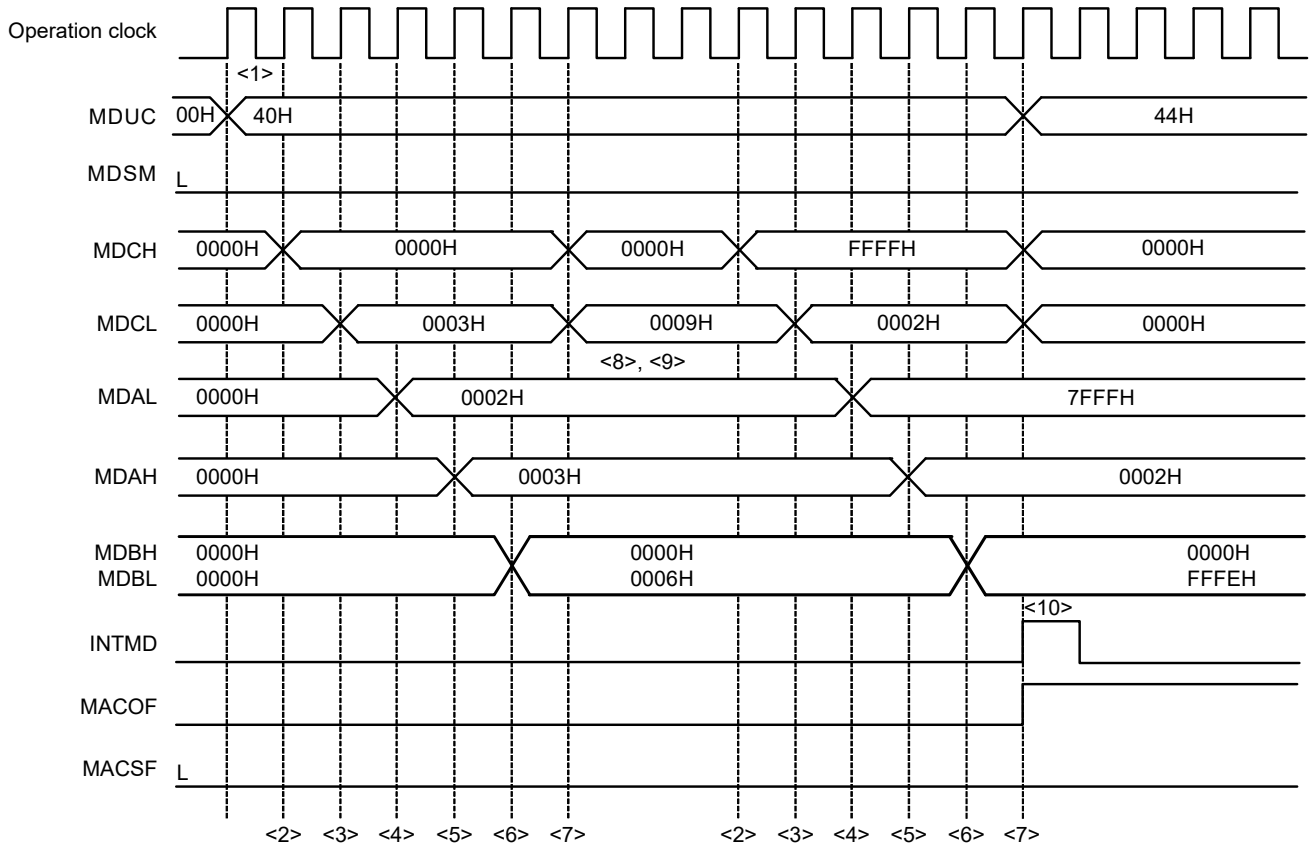 Operation clock
<1>
MDUC 00H 40H 44H
MDSM L
MDCH 0000H 0000H 0000H FFFFH 0000H
MDCL 0000H 0003H 0009H 0002H 0000H
<8>, <9>
MDAL 0000H 0002H 7FFFH
MDAH 0000H 0003H 0002H
MDBH 0000H 0000H 0000H
MDBL 0000H 0006H FFFEH
<10>
INTMD
MACOF
MACSF L
<2> <3> <4> <5> <6> <7> <2> <3> <4> <5> <6> <7>